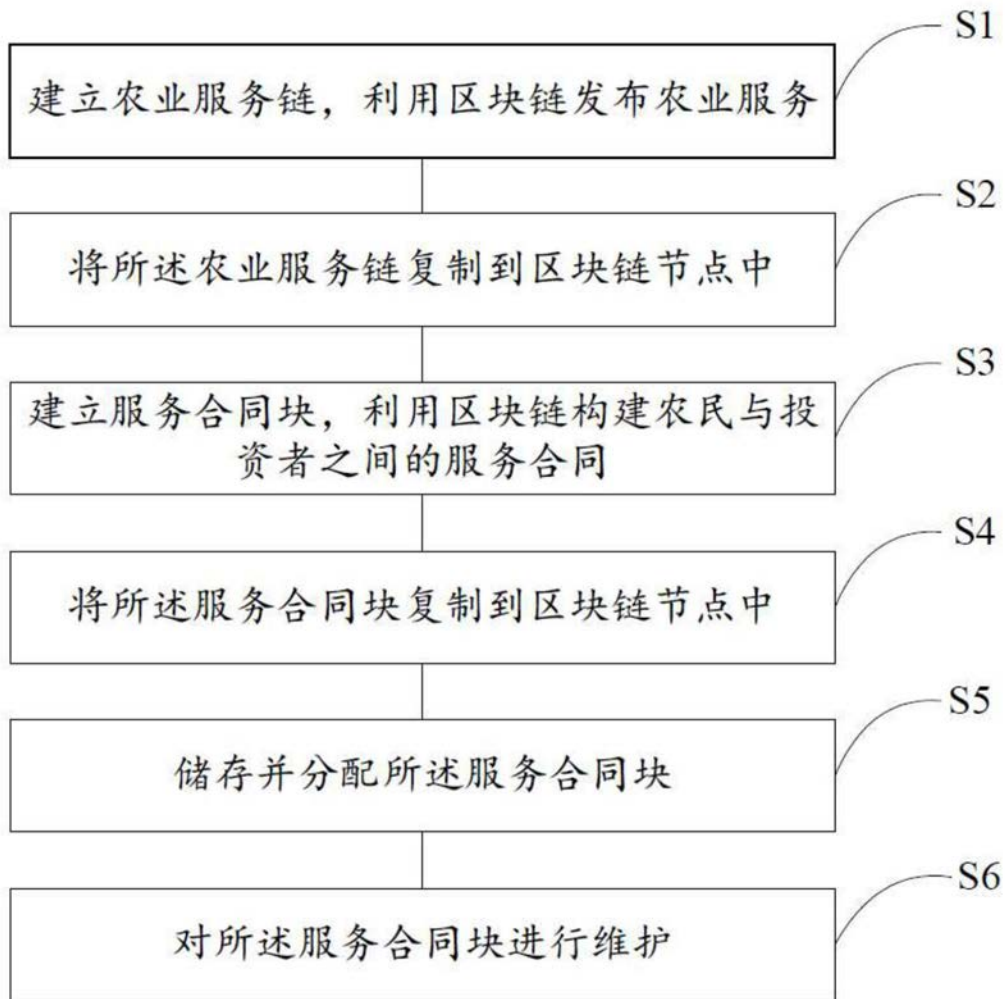 S1
建立农业服务链，利用区块链发布农业服务
S2
将所述农业服务链复制到区块链节点中
S3
建立服务合同块，利用区块链构建农民与投
资者之间的服务合同
S4
将所述服务合同块复制到区块链节点中
S5
储存并分配所述服务合同块
S6
对所述服务合同块进行维护